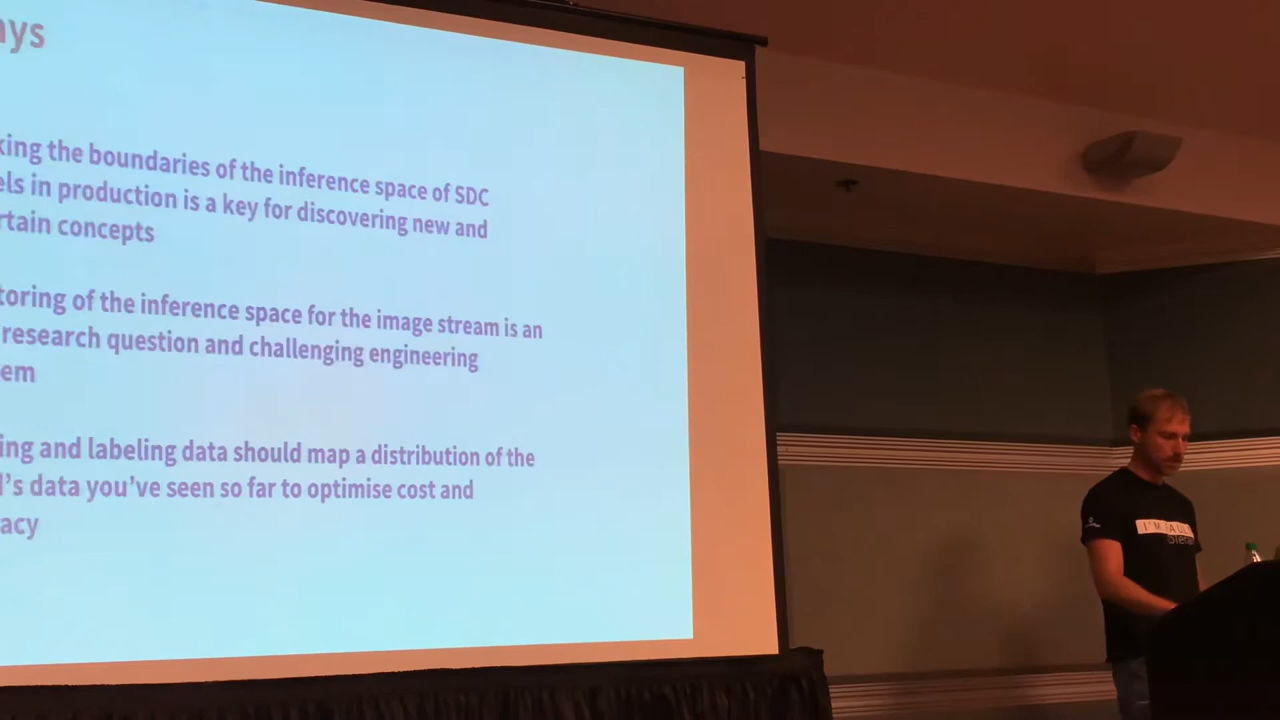 ays
king the boundaries of the inference space of SDC
els in production is a key for discovering new and
rtain concepts
toring of the inference space for the image stream is an
research question and challenging engineering
em
ing and labeling data should map a distribution of the
d's data you've seen so far to optimise cost and
acy
I'M FAUL